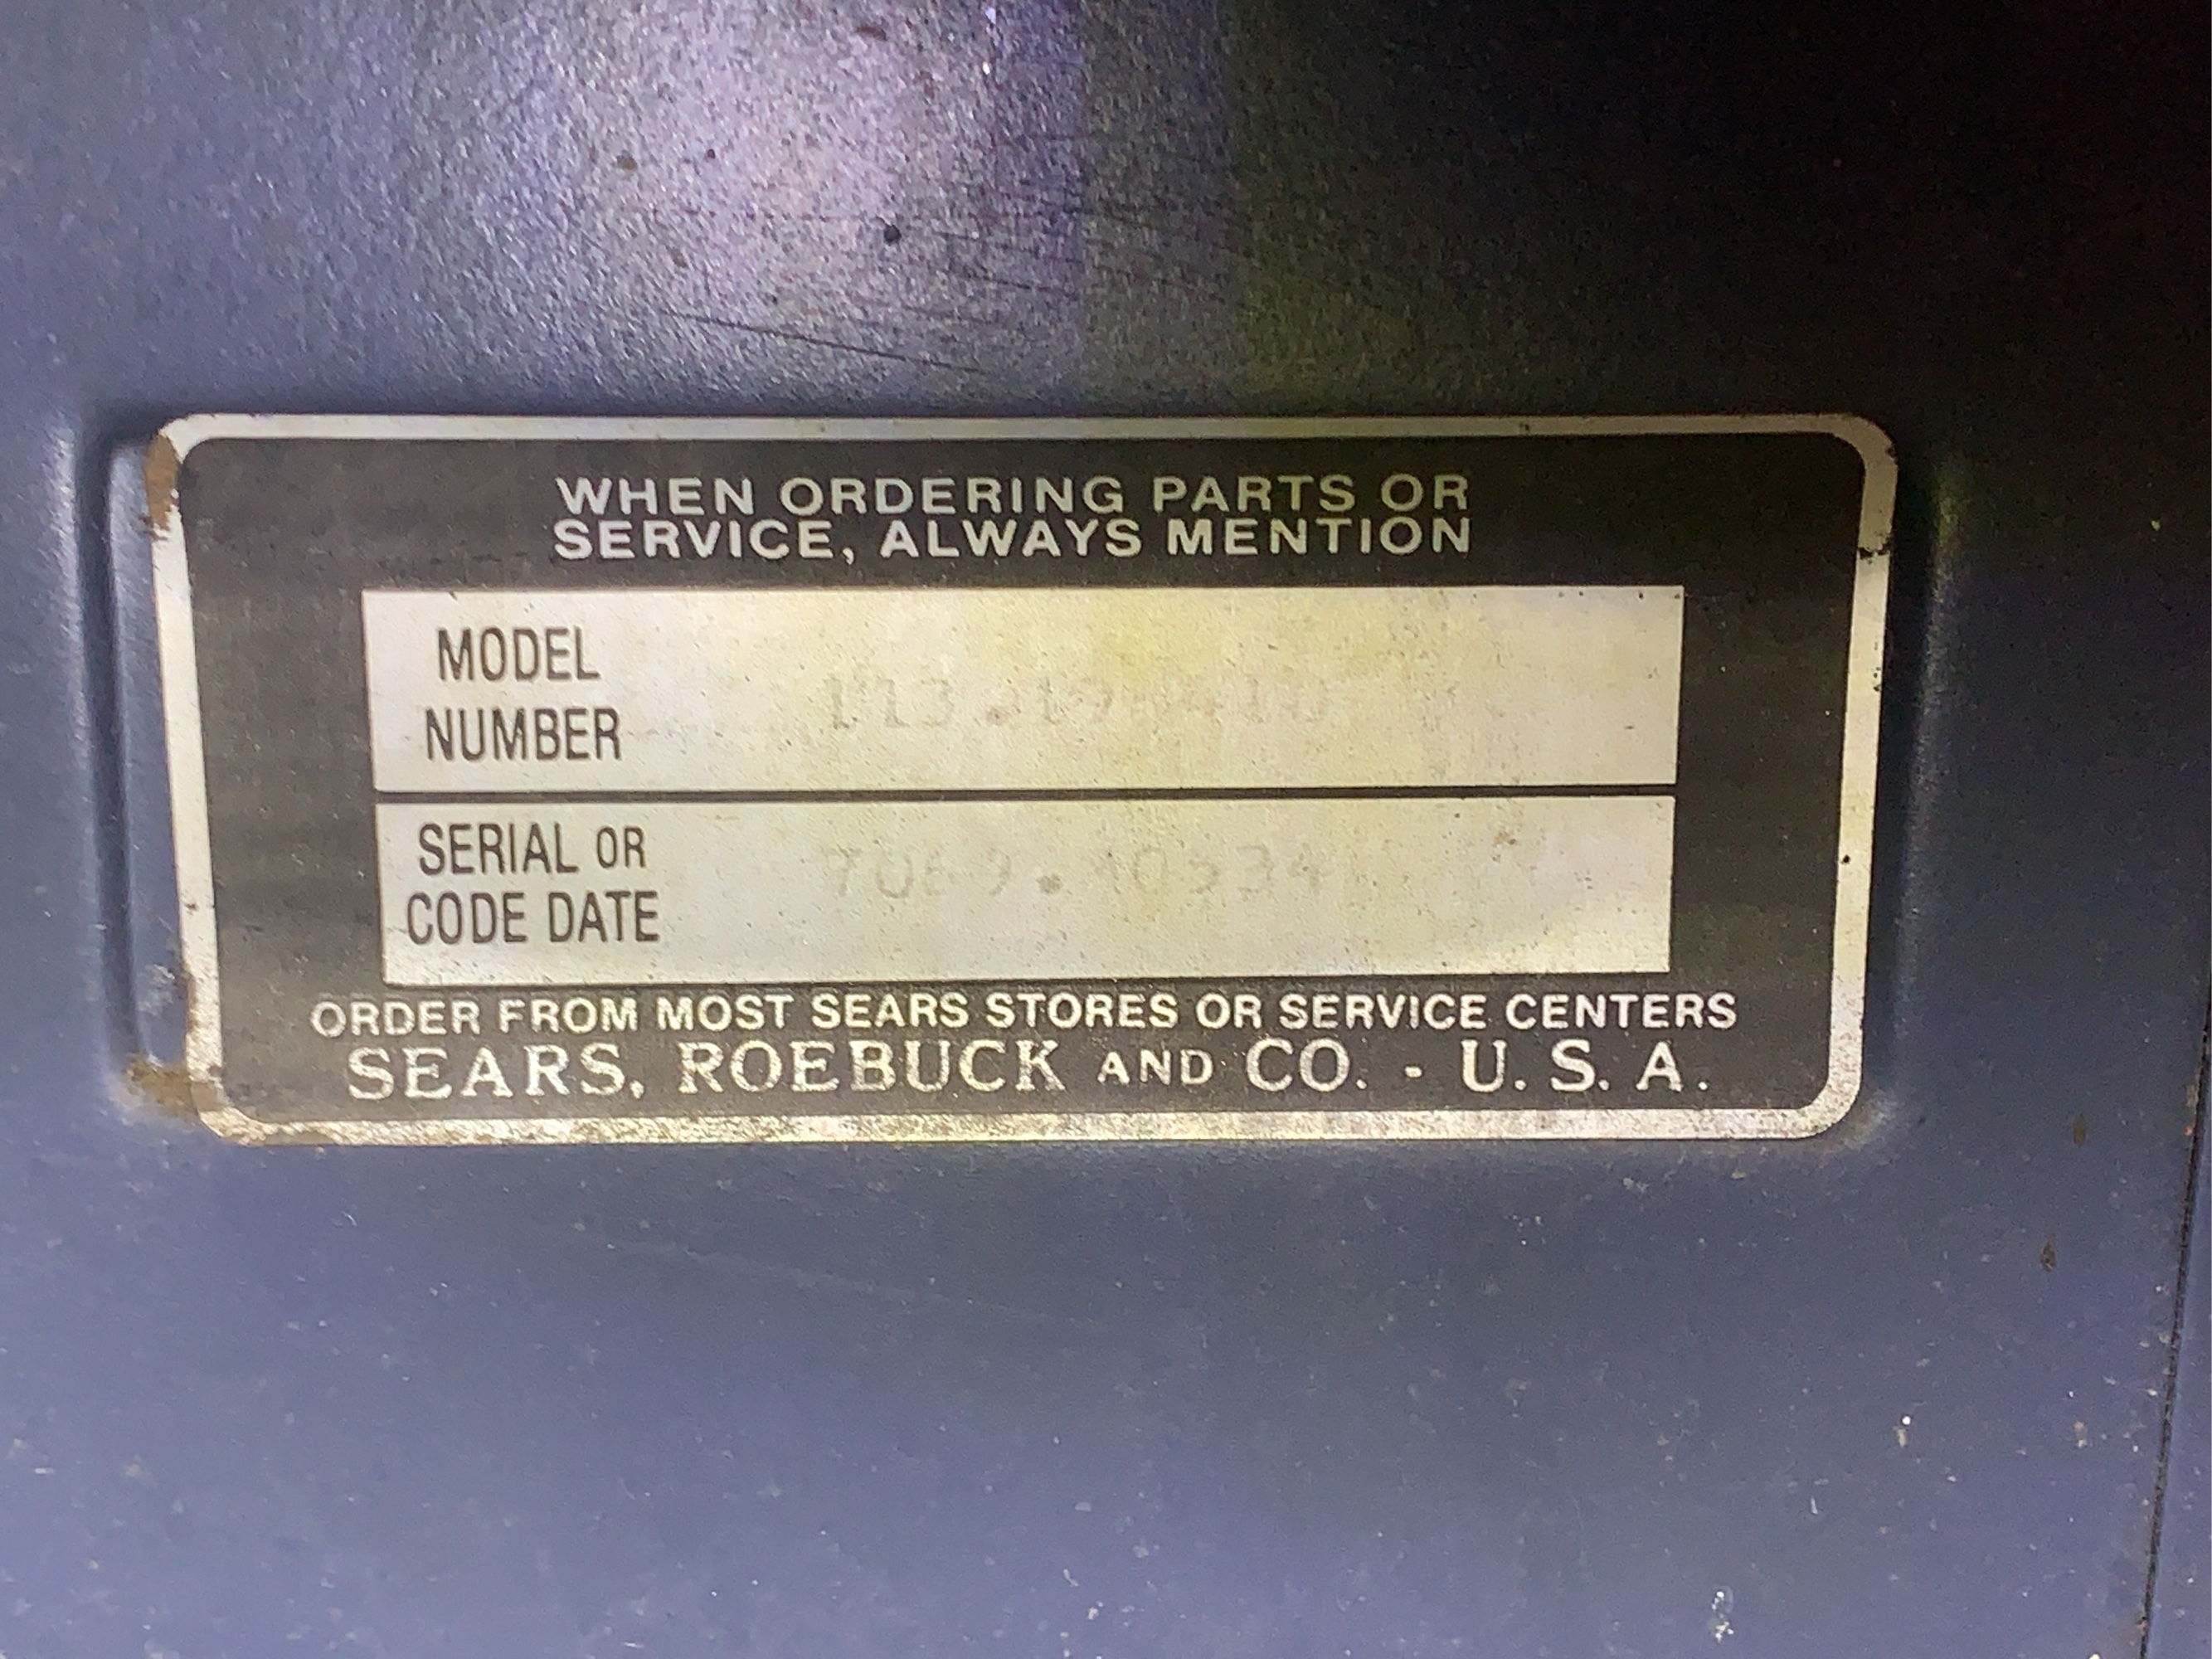 WHEN ORDERING PARTS OR
SERVICE, ALWAYS MENTION
MODEL
NUMBER
SERIAL OR
CODE DATE
ORDER FROM MOST SEARS STORES OR SERVICE CENTERS
SEARS, ROEBUCK AND CO. - U. S. A.